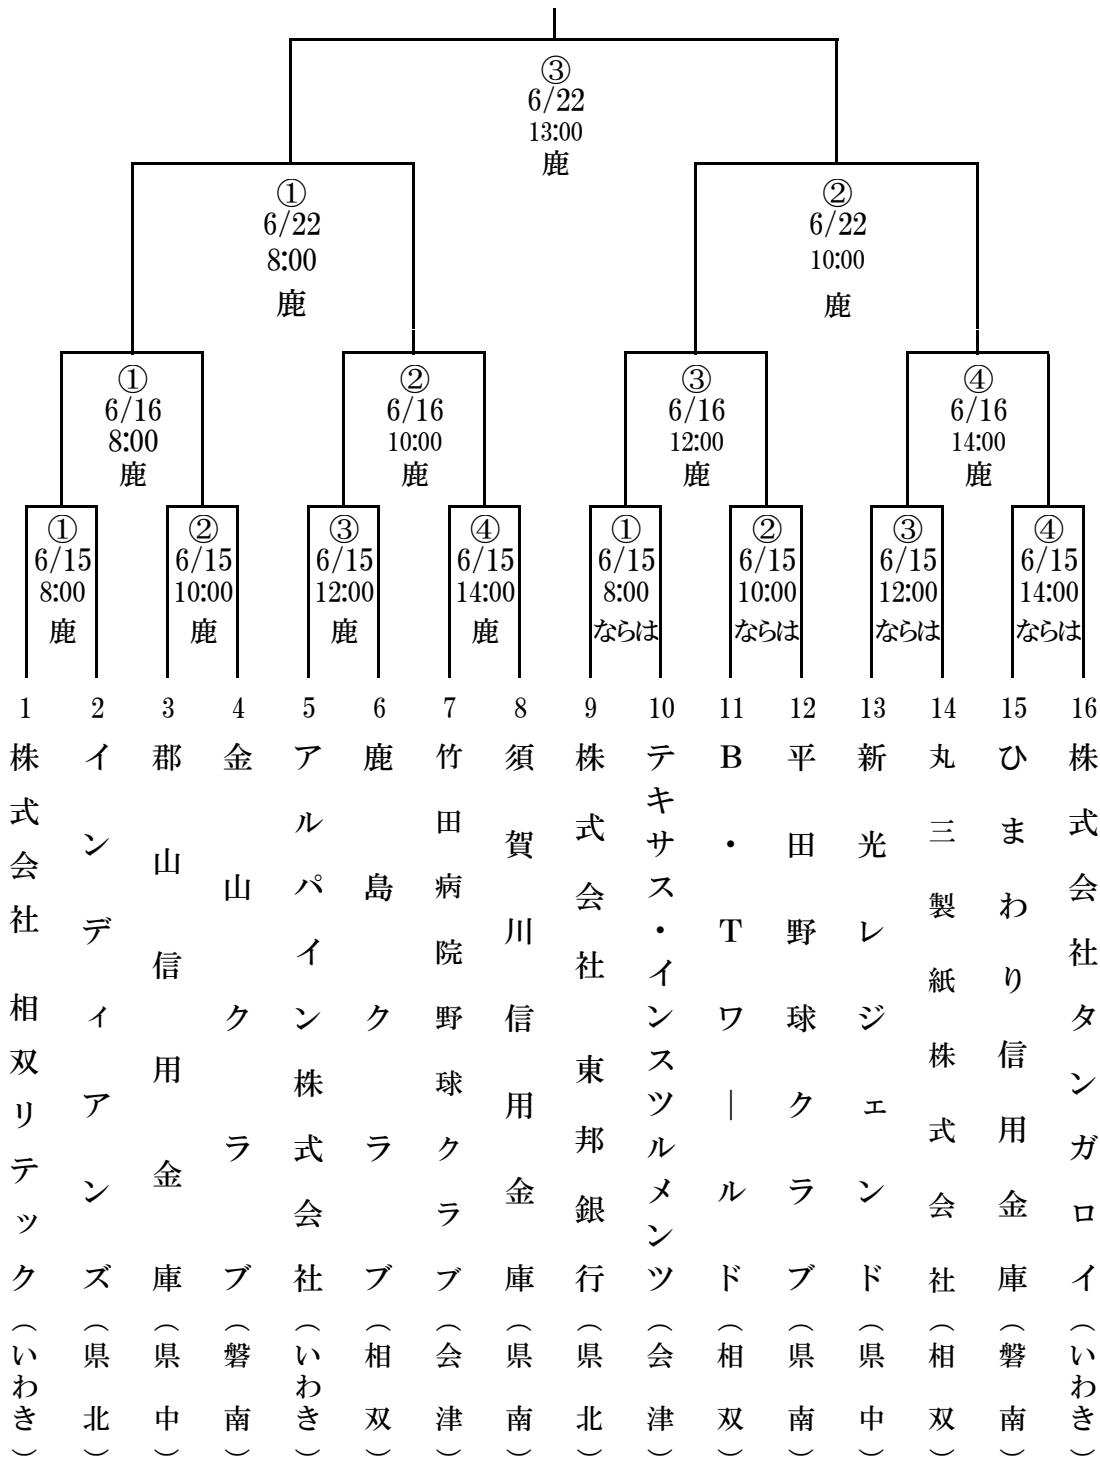 ③
6/22
13:00
鹿
①
6/22
8:00
鹿
②
6/22
10:00
鹿
①
6/16
8:00
鹿
②
6/16
10:00
鹿
③
6/16
12:00
鹿
④
6/16
14:00
鹿
①
6/15
8:00
鹿
②
6/15
10:00
鹿
③
6/15
12:00
鹿
④
6/15
14:00
鹿
①
6/15
8:00
ならは
②
6/15
10:00
ならは
③
6/15
12:00
ならは
④
6/15
14:00
ならは
1
株式会社 相双リテック
（いわき）
2
インディアンズ
（県北）
3
郡山信用金庫
（県中）
4
金山クラブ
（磐南）
5
アルパイン株式会社
（いわき）
6
鹿島クラブ
（相双）
7
竹田病院野球クラブ
（会津）
8
須賀川信用金庫
（県南）
9
株式会社 東邦銀行
（県北）
10
テキサス・インスツルメンツ
（会津）
11
B・Tワールド
（相双）
12
平田野球クラブ
（県南）
13
新光レジェンド
（県中）
14
丸三製紙株式会社
（相双）
15
ひまわり信用金庫
（磐南）
16
株式会社タンガロイ
（いわき）